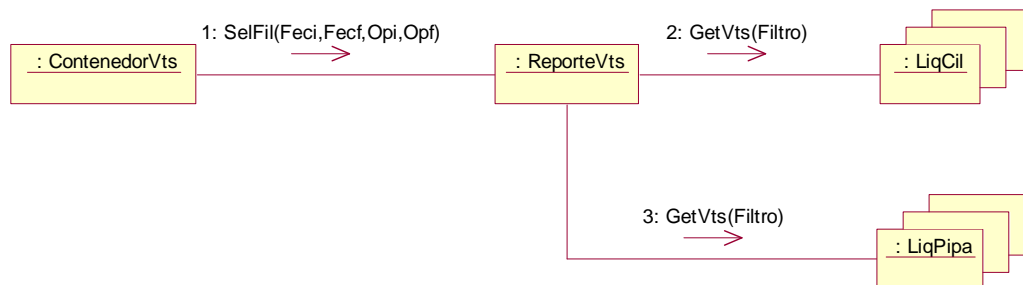 1: SelFil(Feci,Fecf,Opi,Opf)
2: GetVts(Filtro)
: ContenedorVts
: ReporteVts
: LiqCil
3: GetVts(Filtro)
: LiqPipa